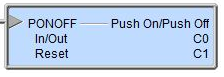 PONOFF Push On/Push Off
In/Out C0
Reset C1